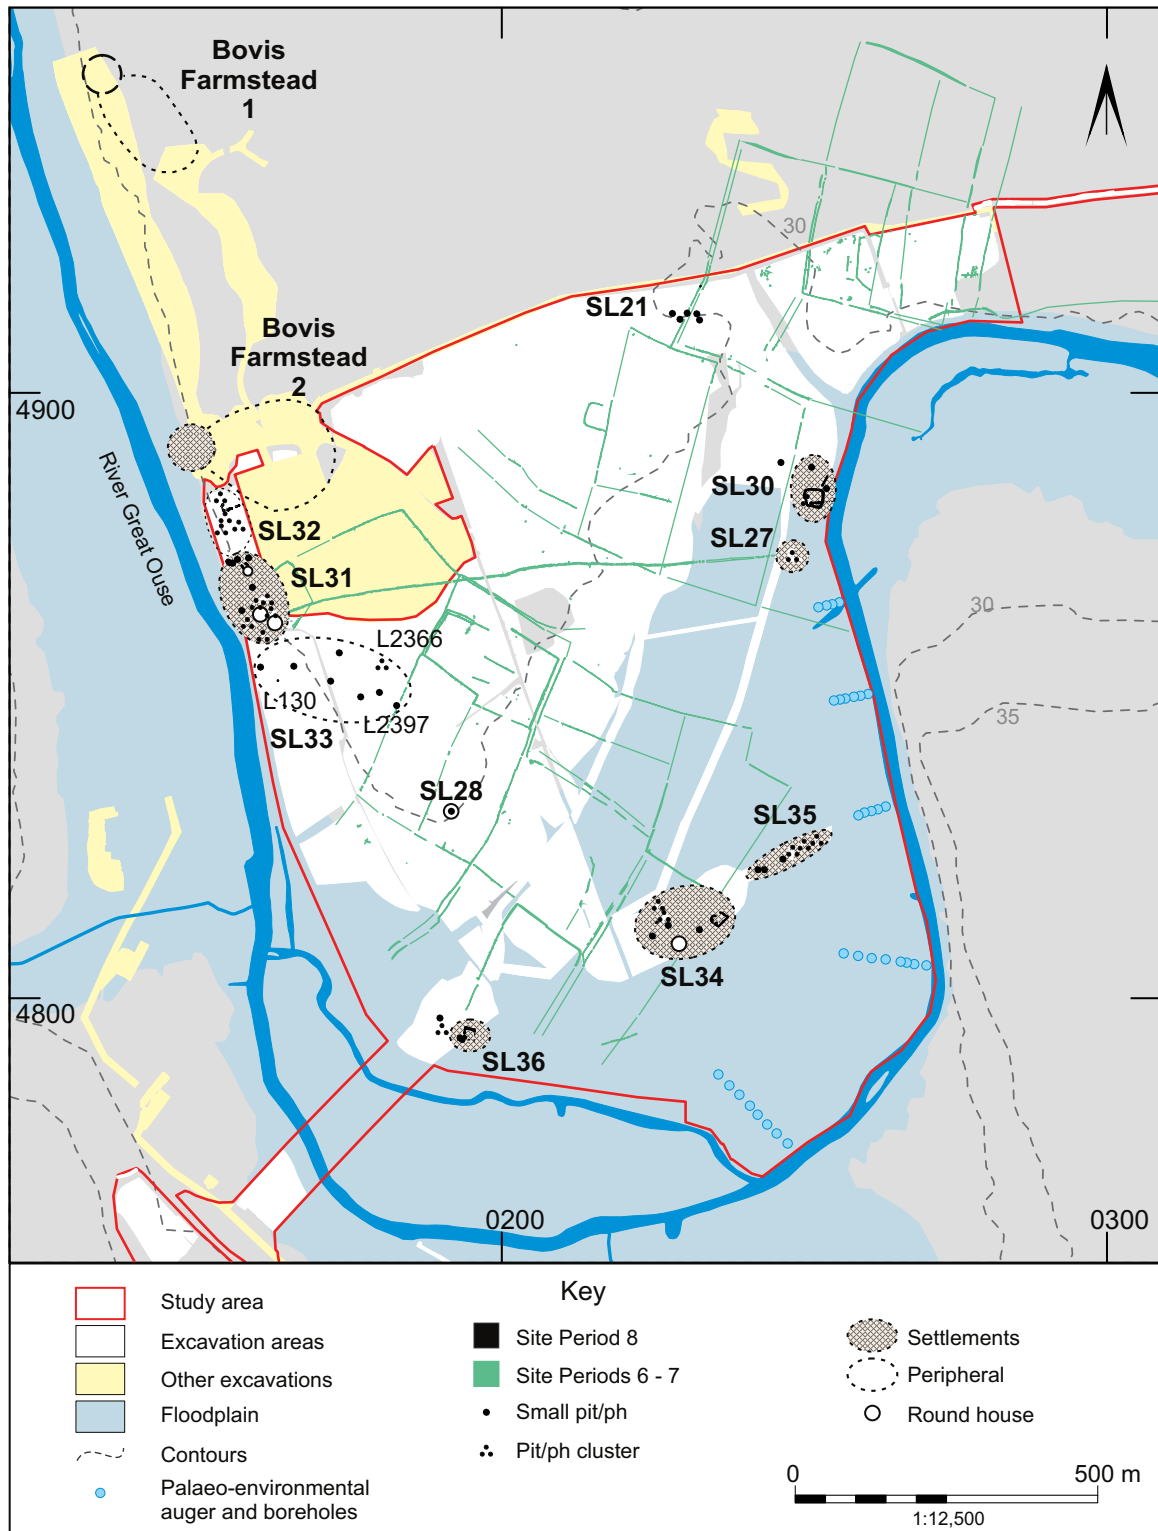 Bovis
Farmstead
1
30
SL21
Bovis
Farmstead
2
4900
River Great Ouse
SL30
SL32
SL27
SL31
30
L2366
L130
L2397
35
SL33
SL28
SL35
SL34
4800
SL36
0200
0300
Key
Study area
Excavation areas
Other excavations
Floodplain
Contours
Palaeo-environmental
auger and boreholes
Site Period 8
Site Periods 6 - 7
Small pit/ph
Pit/ph cluster
Settlements
Peripheral
Round house
0
500 m
1:12,500